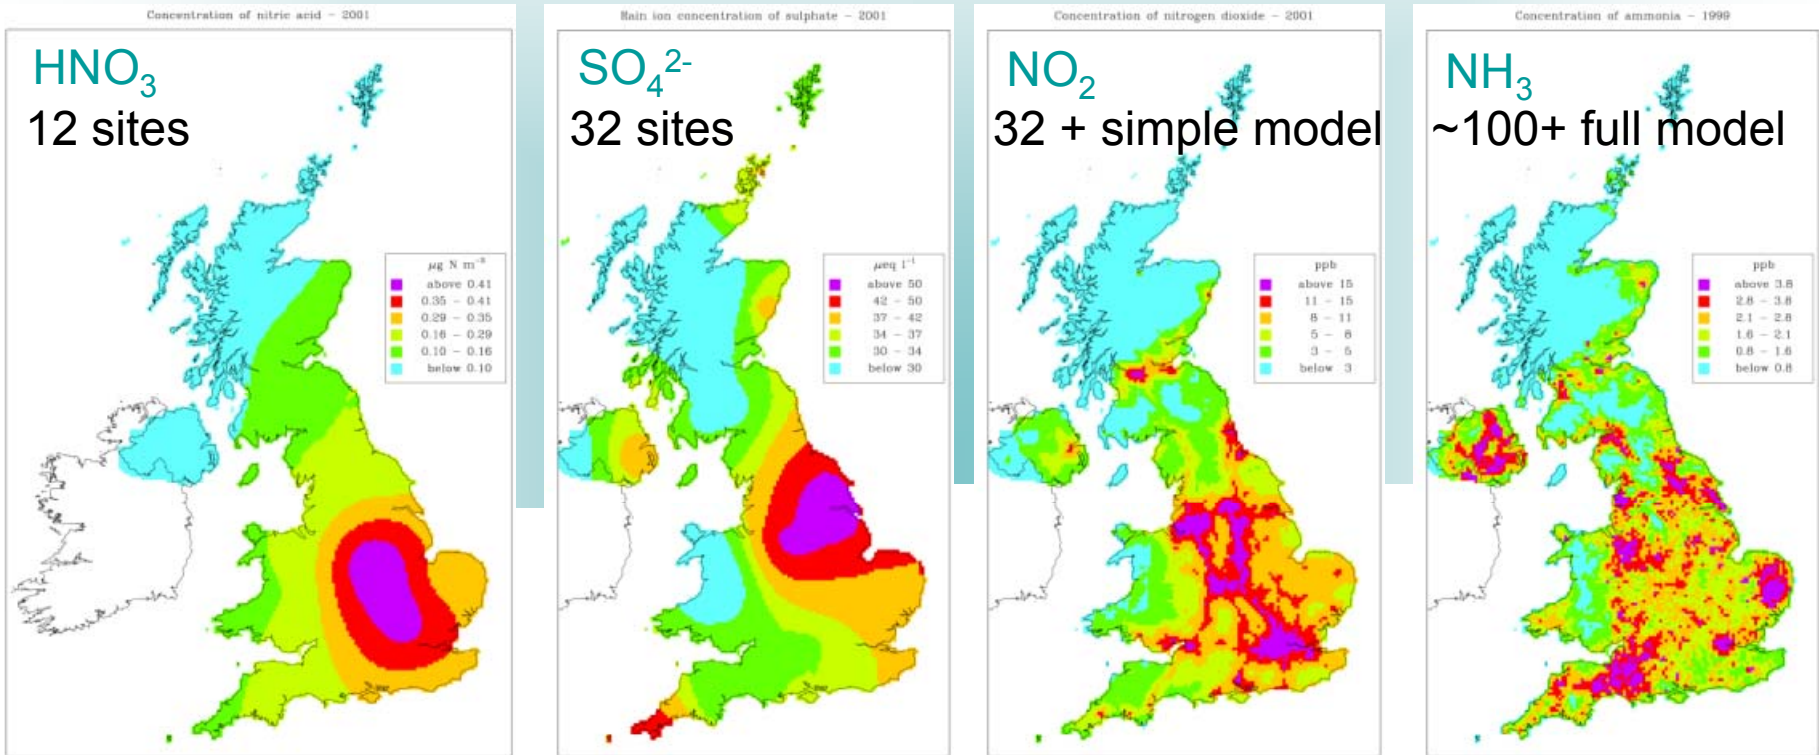 Concentration of nitric acid – 2001
HNO₃
12 sites
µg N m⁻³
above 0.41
0.35 – 0.41
0.29 – 0.35
0.16 – 0.29
0.10 – 0.16
below 0.10
Rain ion concentration of sulphate – 2001
SO₄²⁻
32 sites
µeq l⁻¹
above 50
42 – 50
37 – 42
34 – 37
30 – 34
below 30
Concentration of nitrogen dioxide – 2001
NO₂
32 + simple model
ppb
above 15
11 – 15
8 – 11
5 – 8
3 – 5
below 3
Concentration of ammonia – 1999
NH₃
~100+ full model
ppb
above 3.8
2.8 – 3.8
2.1 – 2.8
1.6 – 2.1
0.8 – 1.6
below 0.8